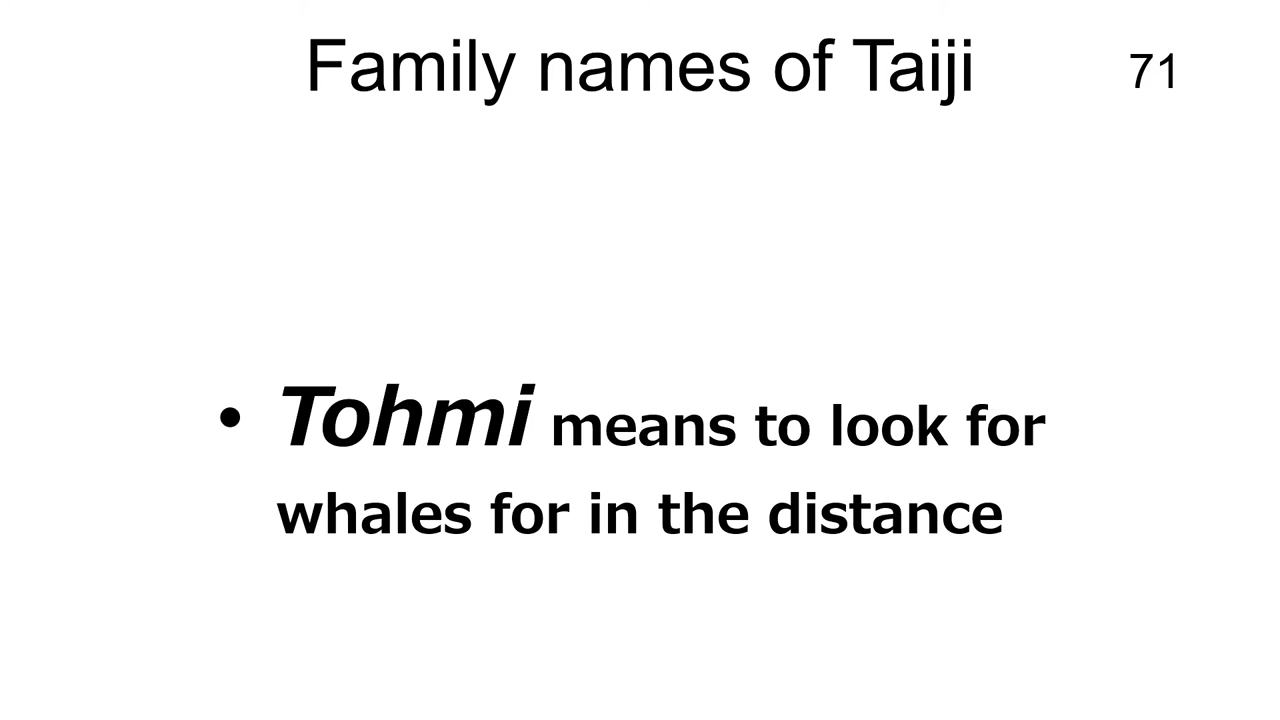 Family names of Taiji
71
• Tohmi means to look for
whales for in the distance